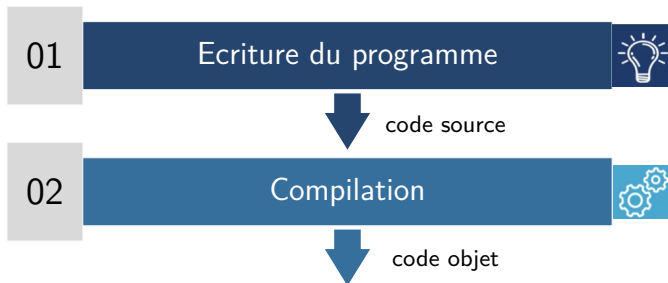 01 Ecriture du programme
code source
02 Compilation
code objet